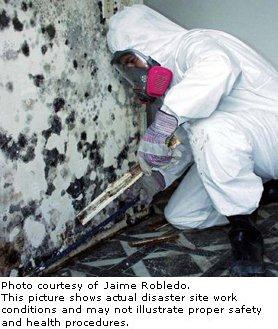 Photo courtesy of Jaime Robledo.
This picture shows actual disaster site work
conditions and may not illustrate proper safety
and health procedures.